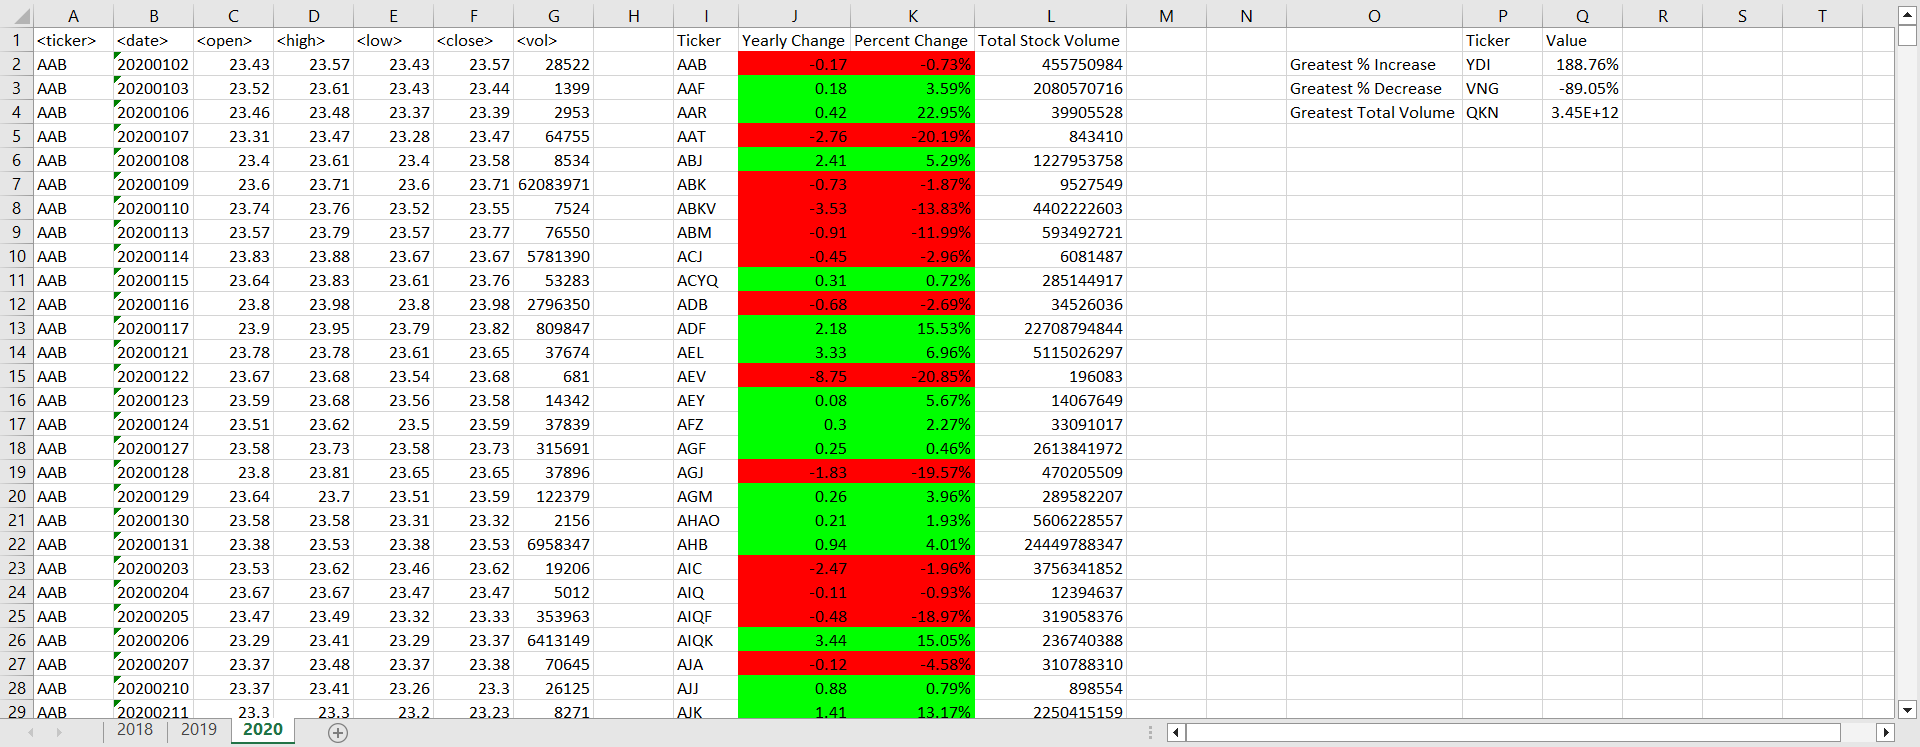 A B C D E F G H I J K L M N O P Q R S T
1 <ticker> <date> <open> <high> <low> <close> <vol> Ticker Yearly Change Percent Change Total Stock Volume Ticker Value
2 AAB 20200102 23.43 23.57 23.43 23.57 28522 AAB -0.17 -0.73% 455750984 Greatest % Increase YDI 188.76%
3 AAB 20200103 23.52 23.61 23.43 23.44 1399 AAF 0.18 3.59% 2080570716 Greatest % Decrease VNG -89.05%
4 AAB 20200106 23.46 23.48 23.37 23.39 2953 AAR 0.42 22.95% 39905528 Greatest Total Volume QKN 3.45E+12
5 AAB 20200107 23.31 23.47 23.28 23.47 64755 AAT -2.76 -20.19% 843410
6 AAB 20200108 23.4 23.61 23.4 23.58 8534 ABJ 2.41 5.29% 1227953758
7 AAB 20200109 23.6 23.71 23.6 23.71 62083971 ABK -0.73 -1.87% 9527549
8 AAB 20200110 23.74 23.76 23.52 23.55 7524 ABKV -3.53 -13.83% 4402222603
9 AAB 20200113 23.57 23.79 23.57 23.77 76550 ABM -0.91 -11.99% 593492721
10 AAB 20200114 23.83 23.88 23.67 23.67 5781390 ACJ -0.45 -2.96% 6081487
11 AAB 20200115 23.64 23.83 23.61 23.76 53283 ACYQ 0.31 0.72% 285144917
12 AAB 20200116 23.8 23.98 23.8 23.98 2796350 ADB -0.68 -2.69% 34526036
13 AAB 20200117 23.9 23.95 23.79 23.82 809847 ADF 2.18 15.53% 22708794844
14 AAB 20200121 23.78 23.78 23.61 23.65 37674 AEL 3.33 6.96% 5115026297
15 AAB 20200122 23.67 23.68 23.54 23.68 681 AEV -8.75 -20.85% 196083
16 AAB 20200123 23.59 23.68 23.56 23.58 14342 AEY 0.08 5.67% 14067649
17 AAB 20200124 23.51 23.62 23.5 23.59 37839 AFZ 0.3 2.27% 33091017
18 AAB 20200127 23.58 23.73 23.58 23.73 315691 AGF 0.25 0.46% 2613841972
19 AAB 20200128 23.8 23.81 23.65 23.65 37896 AGJ -1.83 -19.57% 470205509
20 AAB 20200129 23.64 23.7 23.51 23.59 122379 AGM 0.26 3.96% 289582207
21 AAB 20200130 23.58 23.58 23.31 23.32 2156 AHAO 0.21 1.93% 5606228557
22 AAB 20200131 23.38 23.53 23.38 23.53 6958347 AHB 0.94 4.01% 24449788347
23 AAB 20200203 23.53 23.62 23.46 23.62 19206 AIC -2.47 -1.96% 3756341852
24 AAB 20200204 23.67 23.67 23.47 23.47 5012 AIQ -0.11 -0.93% 12394637
25 AAB 20200205 23.47 23.49 23.32 23.33 353963 AIQF -0.48 -18.97% 319058376
26 AAB 20200206 23.29 23.41 23.29 23.37 6413149 AIQK 3.44 15.05% 236740388
27 AAB 20200207 23.37 23.48 23.37 23.38 70645 AJA -0.12 -4.58% 310788310
28 AAB 20200210 23.37 23.41 23.26 23.3 26125 AJJ 0.88 0.79% 898554
29 AAB 20200211 23.3 23.3 23.2 23.23 8271 AJK 1.41 13.17% 2250415159
2018 2019 2020